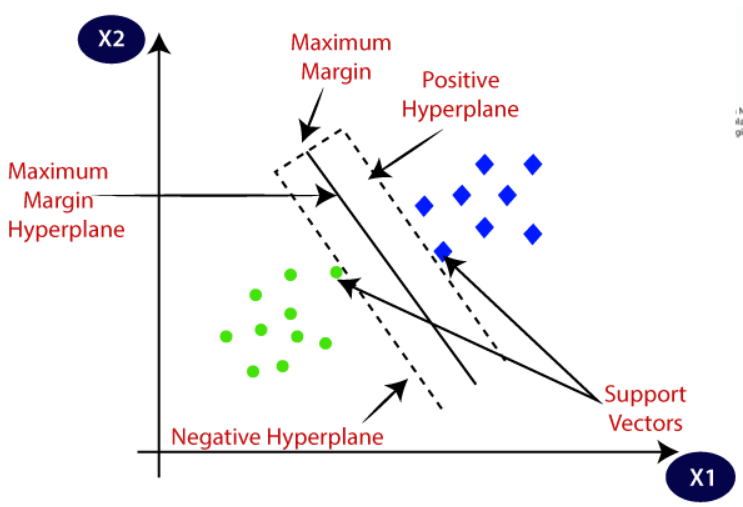 X2
Maximum
Margin
Positive
Hyperplane
Maximum
Margin
Hyperplane
Support
Vectors
Negative Hyperplane
X1